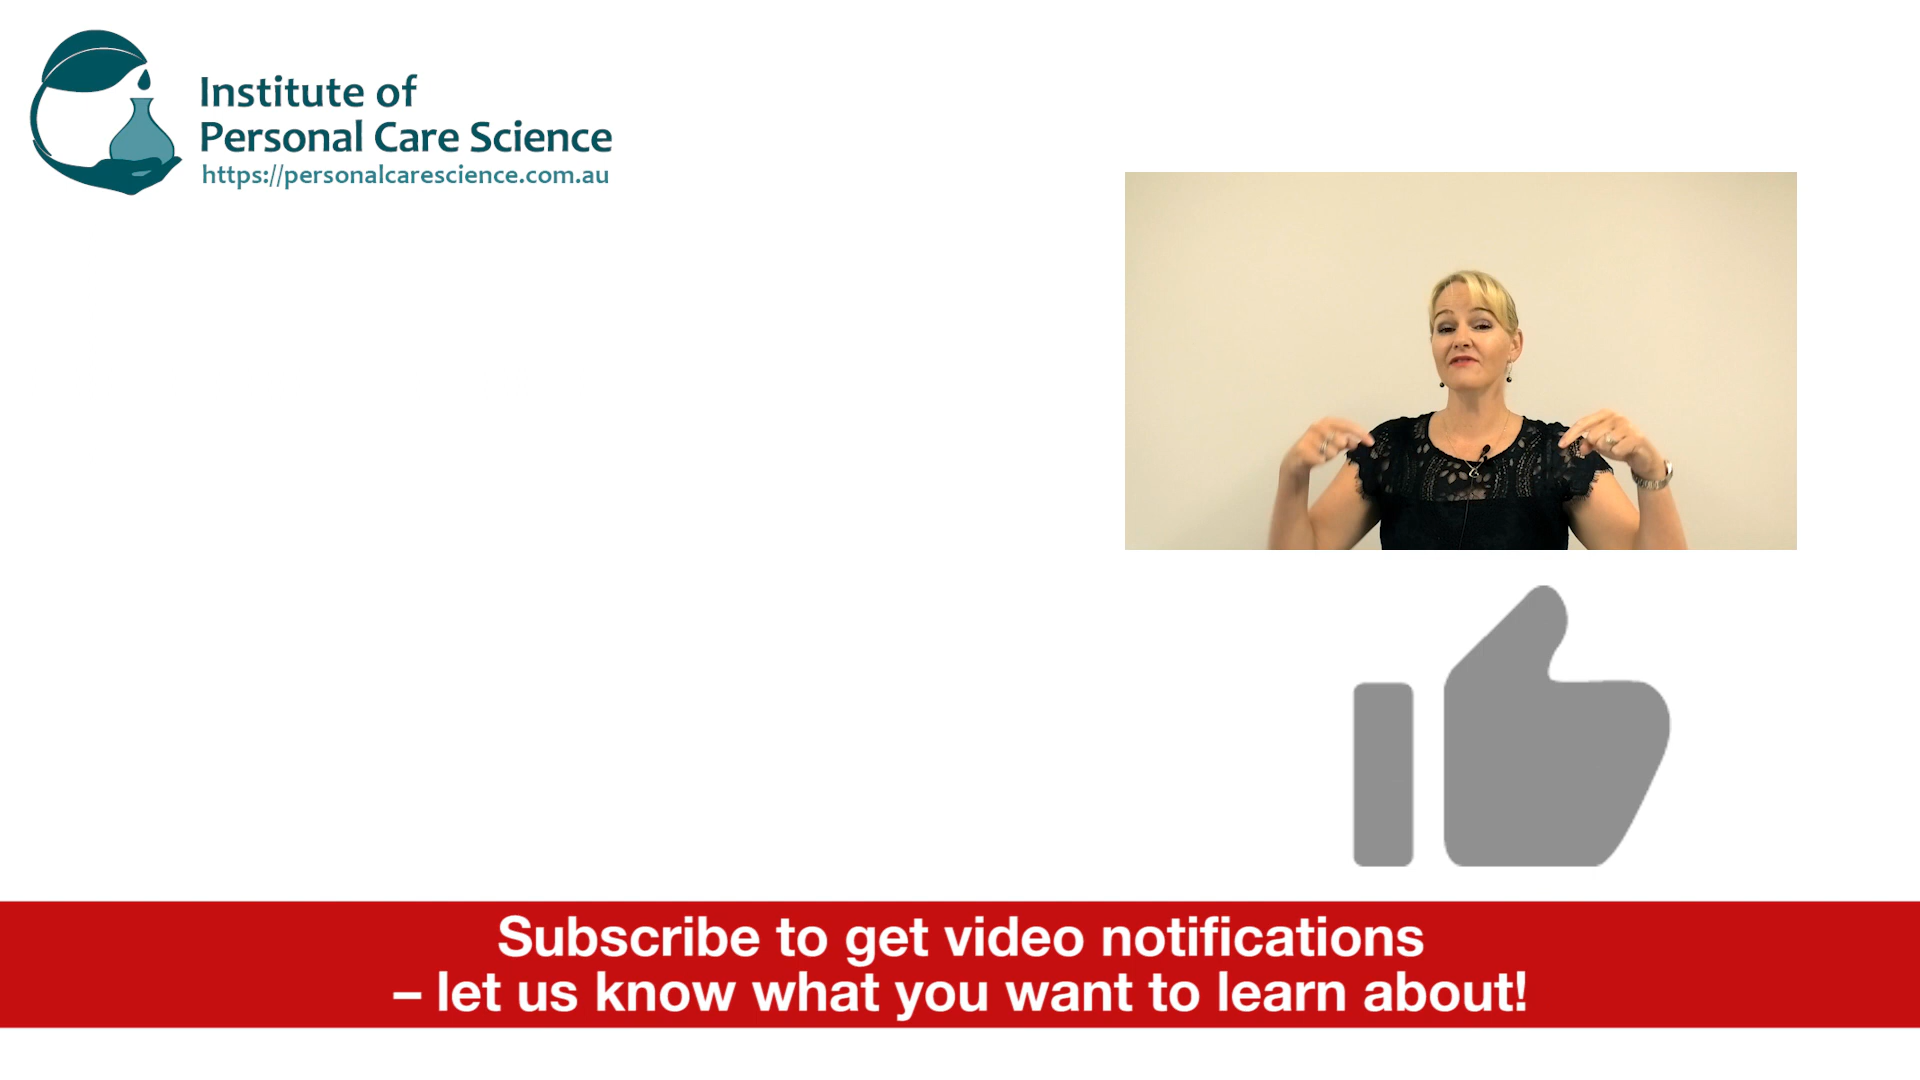 Institute of
Personal Care Science
https://personalcarescience.com.au
Subscribe to get video notifications
– let us know what you want to learn about!